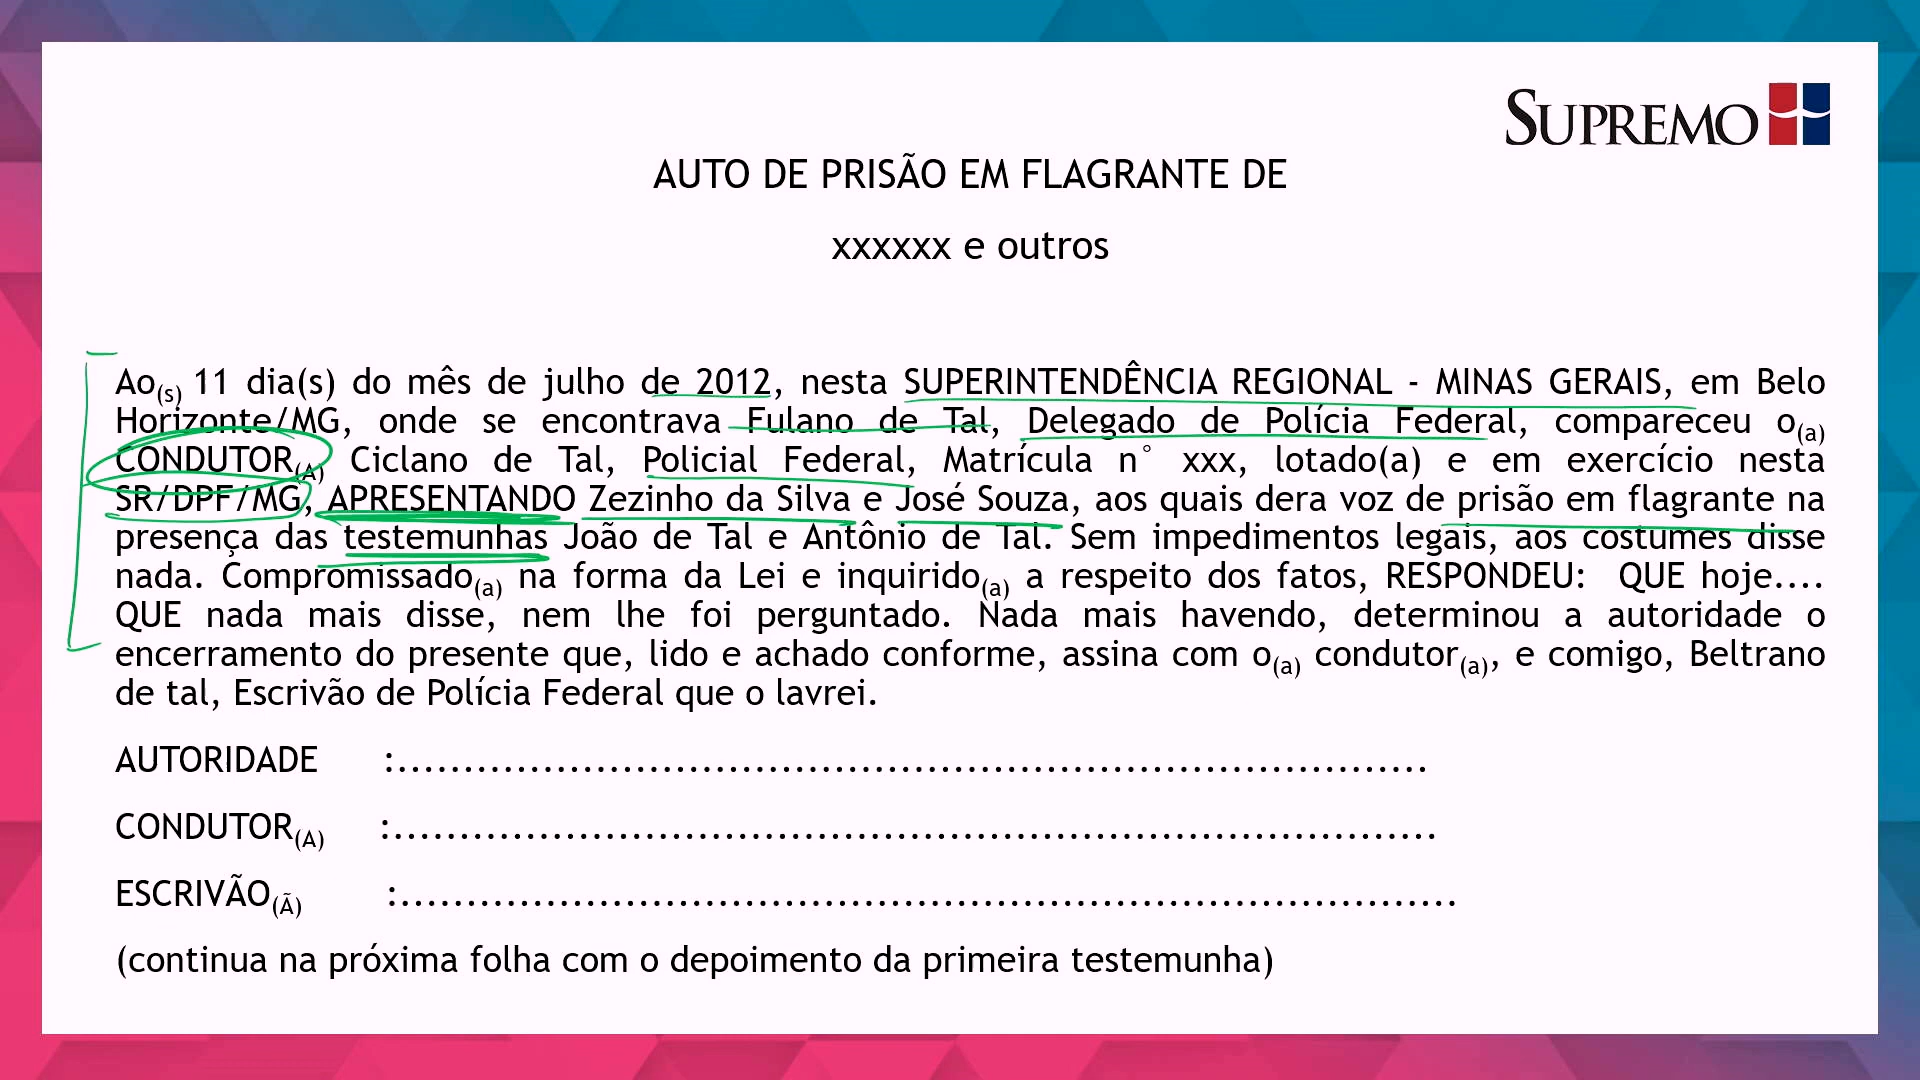 SUPREMO
AUTO DE PRISÃO EM FLAGRANTE DE
xxxxxx e outros
Ao(s) 11 dia(s) do mês de julho de 2012, nesta SUPERINTENDÊNCIA REGIONAL - MINAS GERAIS, em Belo
Horizonte/MG, onde se encontrava Fulano de Tal, Delegado de Polícia Federal, compareceu o(a)
CONDUTOR(A) Ciclano de Tal, Policial Federal, Matrícula n° xxx, lotado(a) e em exercício nesta
SR/DPF/MG, APRESENTANDO Zezinho da Silva e José Souza, aos quais dera voz de prisão em flagrante na
presença das testemunhas João de Tal e Antônio de Tal. Sem impedimentos legais, aos costumes disse
nada. Compromissado(a) na forma da Lei e inquirido(a) a respeito dos fatos, RESPONDEU: QUE hoje....
QUE nada mais disse, nem lhe foi perguntado. Nada mais havendo, determinou a autoridade o
encerramento do presente que, lido e achado conforme, assina com o(a) condutor(a), e comigo, Beltrano
de tal, Escrivão de Polícia Federal que o lavrei.
AUTORIDADE :...............................................................................
CONDUTOR(A) :................................................................................
ESCRIVÃO(Ã) :.................................................................................
(continua na próxima folha com o depoimento da primeira testemunha)